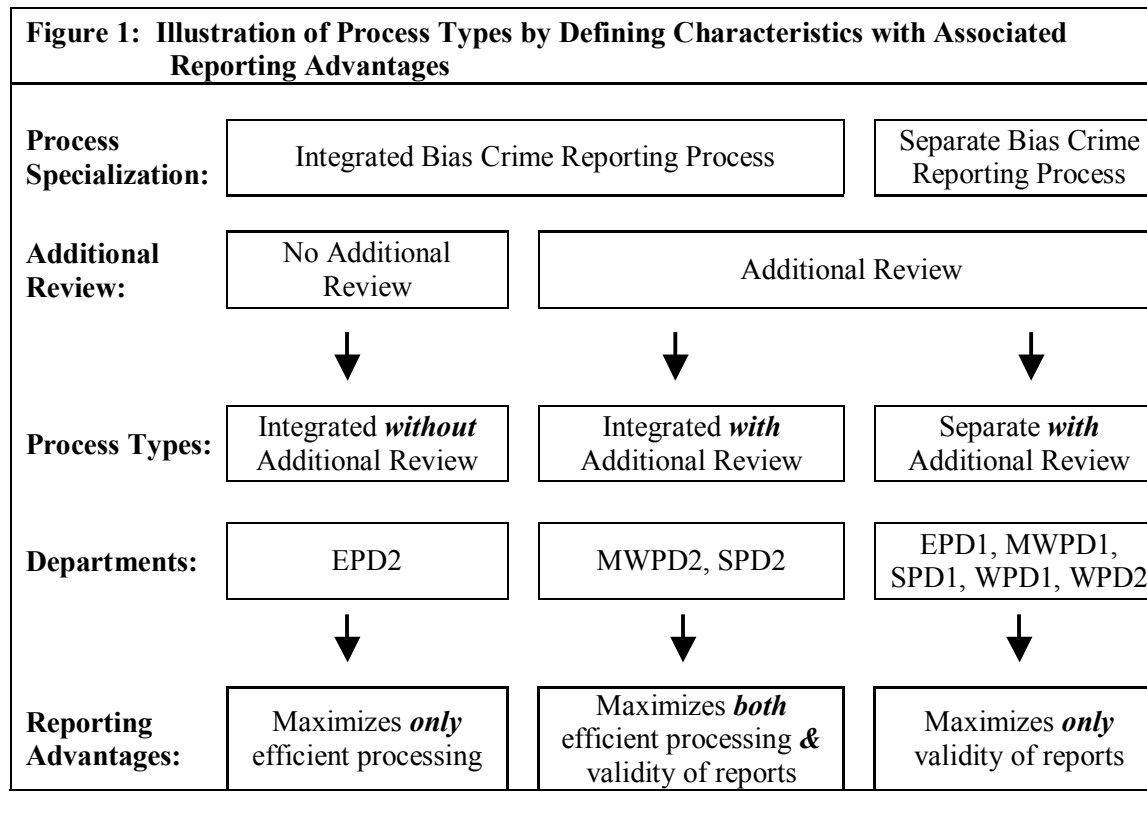 Figure 1: Illustration of Process Types by Defining Characteristics with Associated
Reporting Advantages
Process
Specialization:
Integrated Bias Crime Reporting Process
Separate Bias Crime
Reporting Process
Additional
Review:
No Additional
Review
Additional Review
Process Types:
Integrated without
Additional Review
Integrated with
Additional Review
Separate with
Additional Review
Departments:
EPD2
MWPD2, SPD2
EPD1, MWPD1,
SPD1, WPD1, WPD2
Reporting
Advantages:
Maximizes only
efficient processing
Maximizes both
efficient processing &
validity of reports
Maximizes only
validity of reports